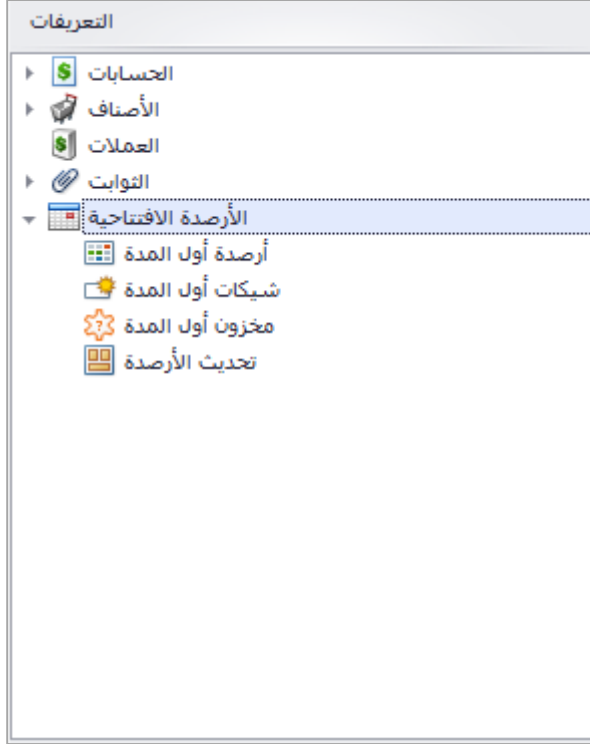 التعريفات
الحسابات
الأصناف
العملات
الثوابت
الأرصدة الافتتاحية
أرصدة أول المدة
شيكات أول المدة
مخزون أول المدة
تحديث الأرصدة